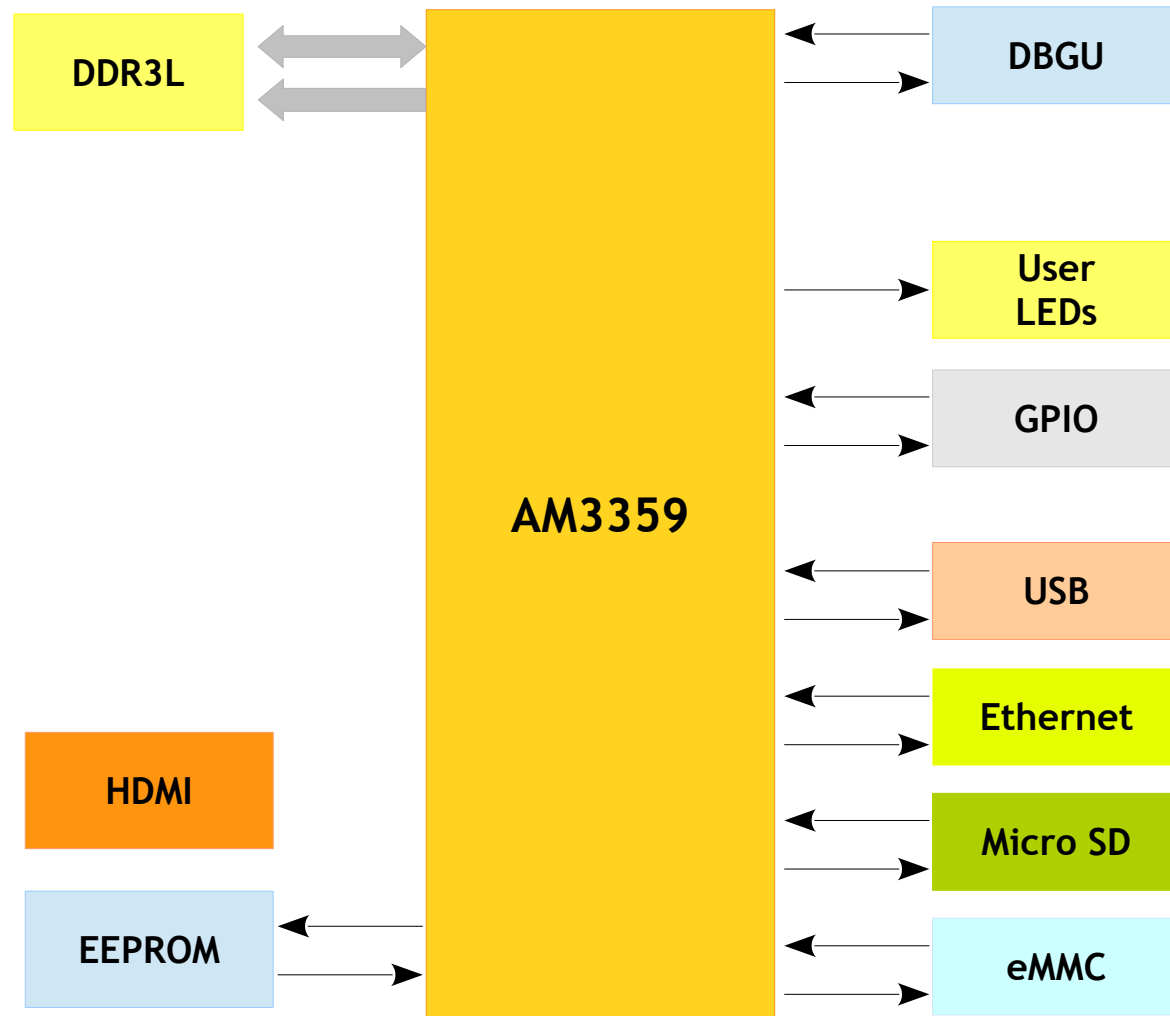 DDR3L
DBGU
User
LEDs
GPIO
AM3359
USB
Ethernet
HDMI
Micro SD
EEPROM
eMMC